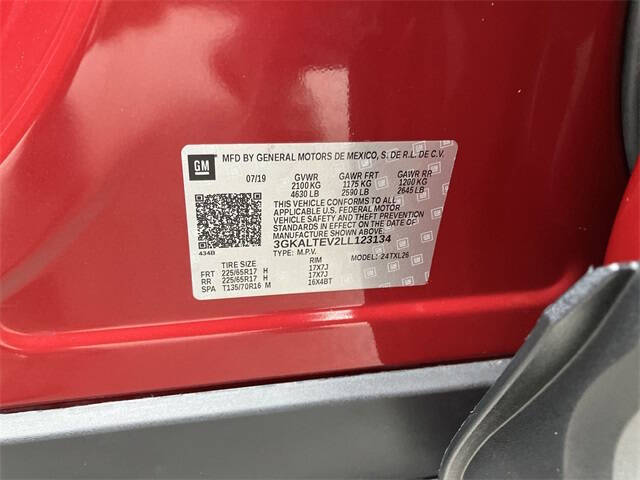 GM MFD BY GENERAL MOTORS DE MEXICO, S. DE R.L. DE C.V.
07/19 GVWR GAWR FRT GAWR RR
2100 KG 1175 KG 1200 KG
4630 LB 2590 LB 2645 LB
THIS VEHICLE CONFORMS TO ALL
APPLICABLE U.S. FEDERAL MOTOR
VEHICLE SAFETY AND THEFT PREVENTION
STANDARDS IN EFFECT ON THE DATE OF
MANUFACTURE SHOWN ABOVE.
3GKALTEV2LL123134
434B TYPE: M.P.V. MODEL: 24TXL26
TIRE SIZE RIM
FRT 225/65R17 H 17X7J
RR 225/65R17 H 17X7J
SPA T135/70R16 M 16X4BT